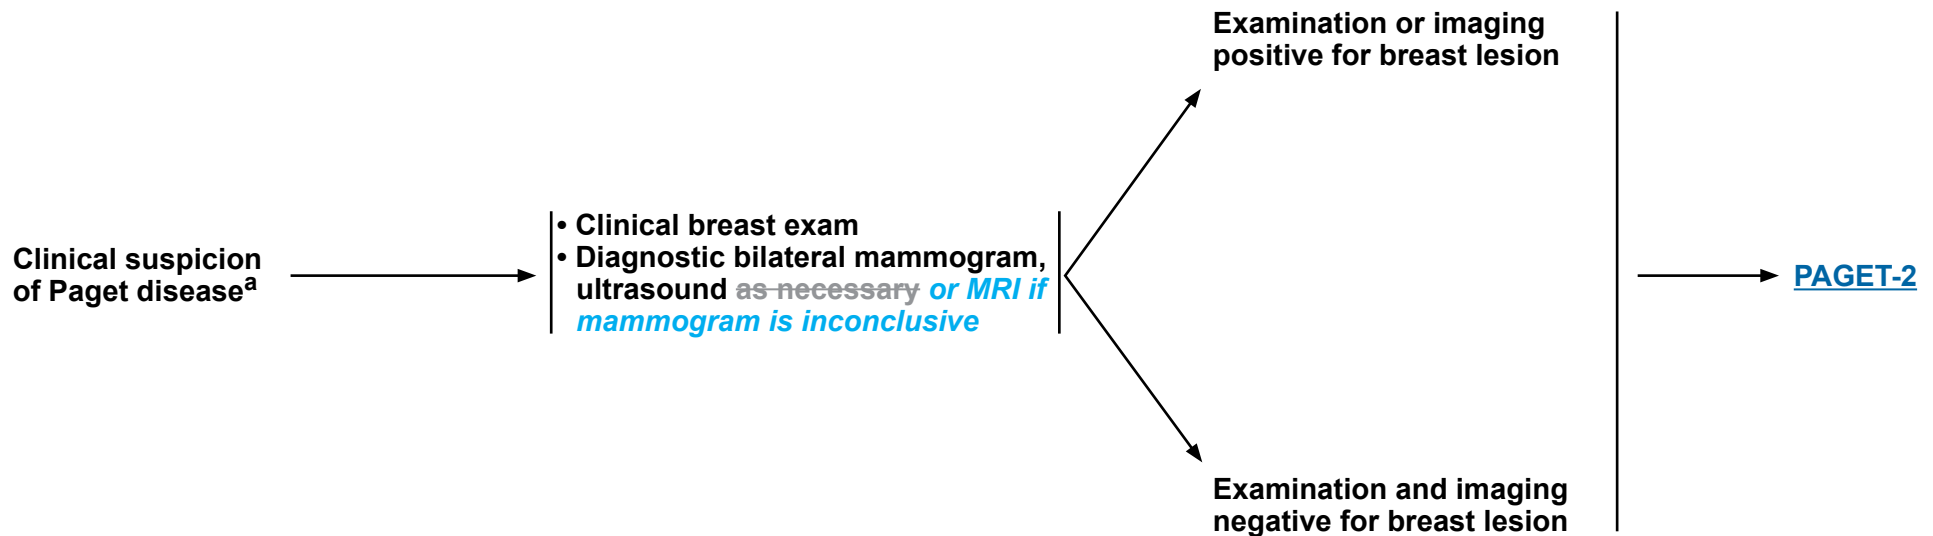 Clinical suspicion
of Paget diseaseᵃ
• Clinical breast exam
• Diagnostic bilateral mammogram,
ultrasound as necessary or MRI if
mammogram is inconclusive
Examination or imaging
positive for breast lesion
Examination and imaging
negative for breast lesion
PAGET-2